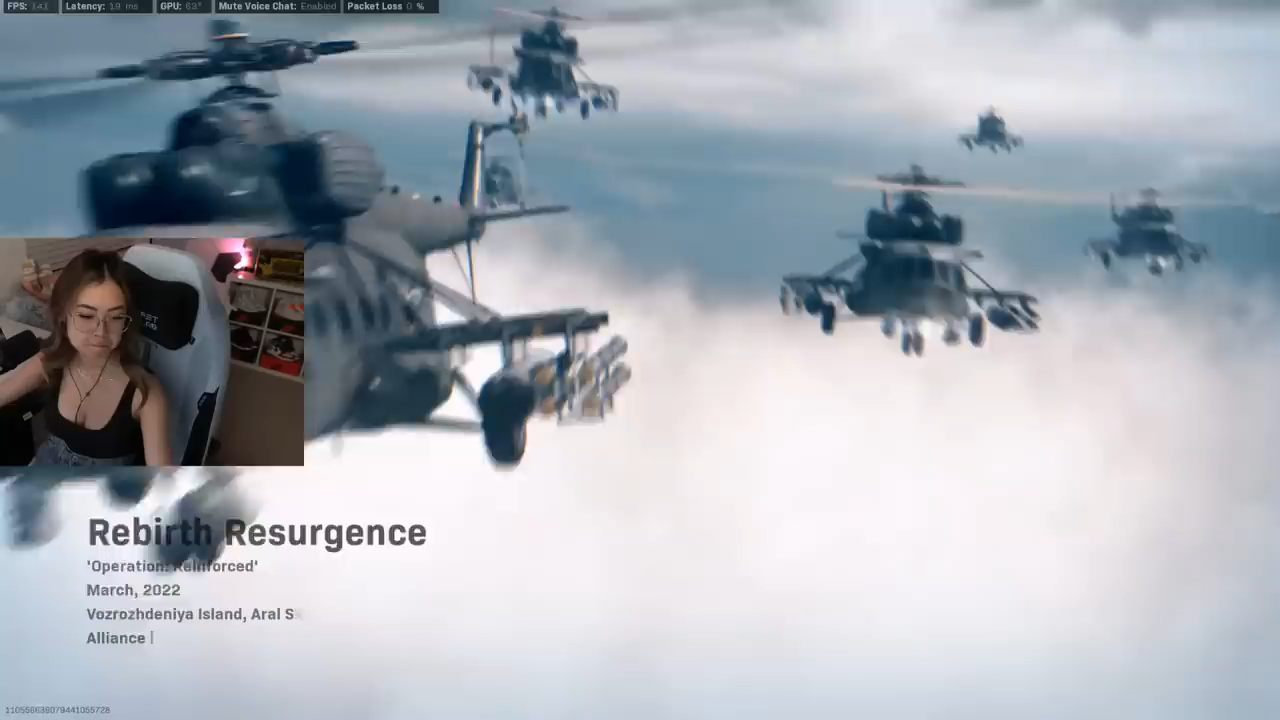 FPS: 141 Latency: 19 ms GPU: 63° Mute Voice Chat: Enabled Packet Loss 0 %
Rebirth Resurgence
'Operation: Reinforced'
March, 2022
Vozrozhdeniya Island, Aral S
Alliance